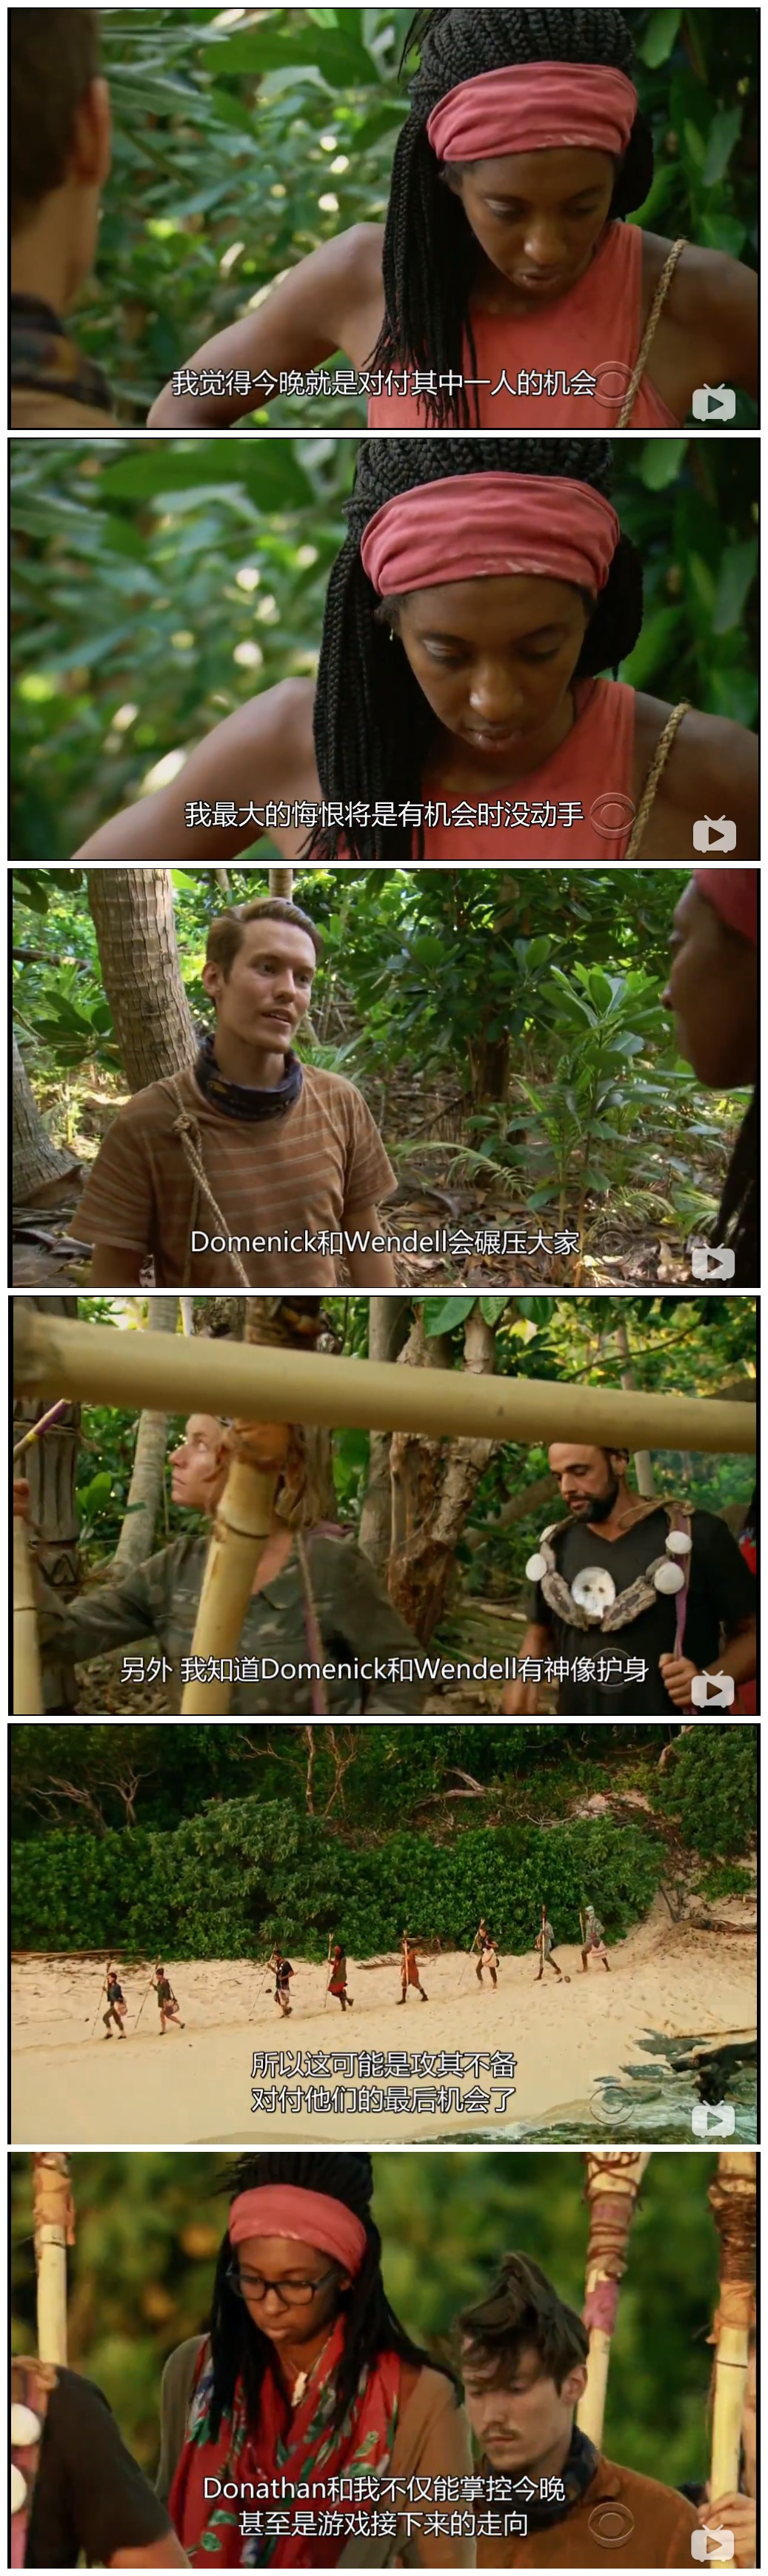 我觉得今晚就是对付其中一人的机会
我最大的悔恨将是有机会时没动手
Domenick和Wendell会碾压大家
另外 我知道Domenick和Wendell有神像护身
所以这可能是攻其不备
对付他们的最后机会了
Donathan和我不仅能掌控今晚
甚至是游戏接下来的走向